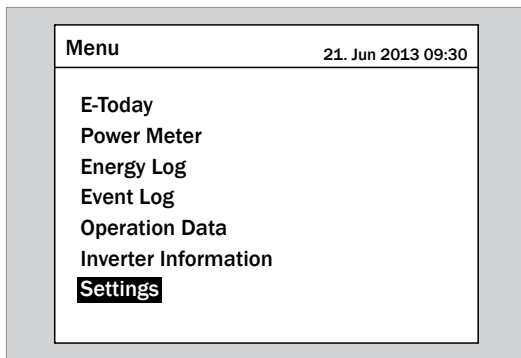 Menu
21. Jun 2013 09:30
E-Today
Power Meter
Energy Log
Event Log
Operation Data
Inverter Information
Settings